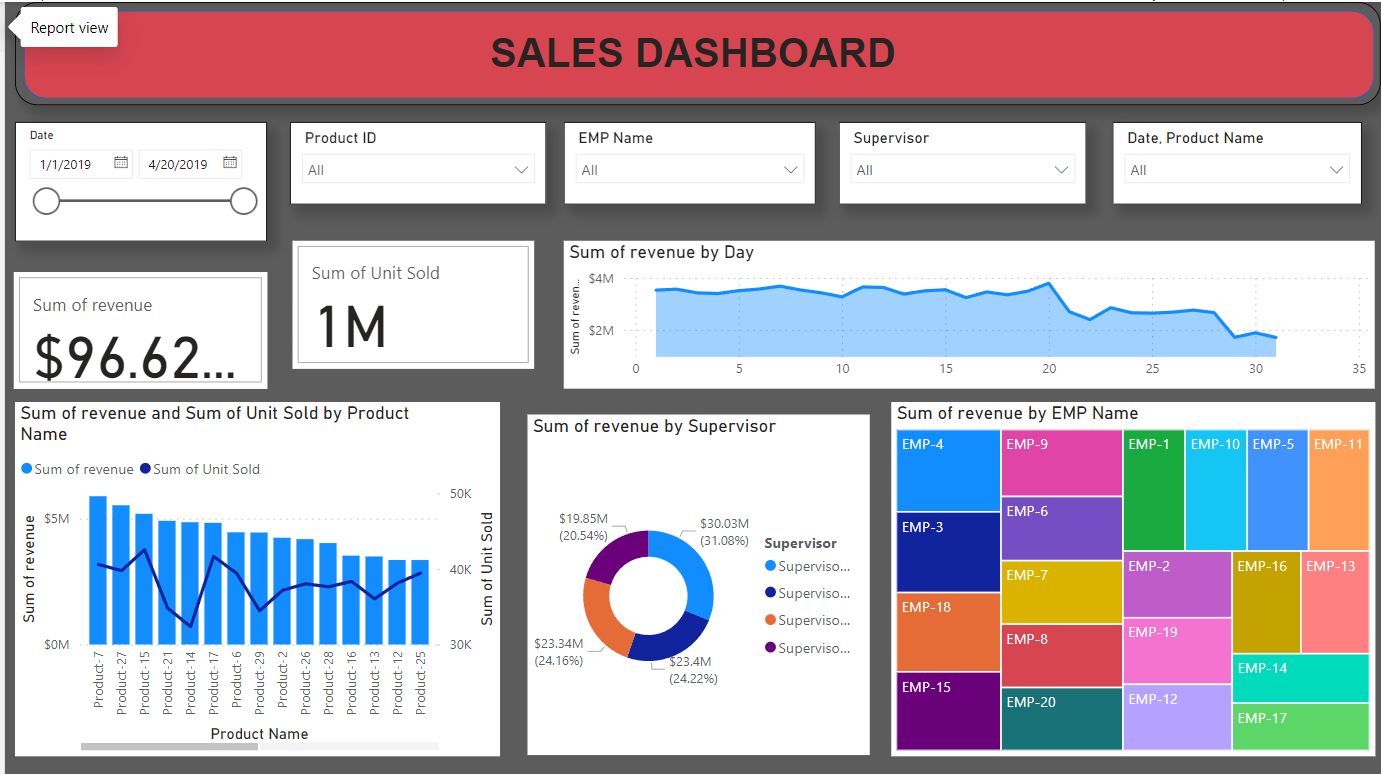 Report view
SALES DASHBOARD
Date
1/1/2019
4/20/2019
Product ID
All
EMP Name
All
Supervisor
All
Date, Product Name
All
Sum of revenue
$96.62...
Sum of Unit Sold
1M
Sum of revenue by Day
Sum of reven...
$4M
$2M
0
5
10
15
20
25
30
35
Sum of revenue and Sum of Unit Sold by Product
Name
Sum of revenue
Sum of Unit Sold
Sum of revenue
$5M
$0M
50K
40K
30K
Sum of Unit Sold
Product-7
Product-27
Product-15
Product-21
Product-14
Product-17
Product-6
Product-29
Product-2
Product-26
Product-28
Product-16
Product-13
Product-12
Product-25
Product Name
Sum of revenue by Supervisor
$19.85M
(20.54%)
$30.03M
(31.08%)
$23.34M
(24.16%)
$23.4M
(24.22%)
Supervisor
Superviso...
Superviso...
Superviso...
Superviso...
Sum of revenue by EMP Name
EMP-4
EMP-3
EMP-18
EMP-15
EMP-9
EMP-6
EMP-7
EMP-8
EMP-20
EMP-1
EMP-10
EMP-5
EMP-11
EMP-2
EMP-19
EMP-12
EMP-16
EMP-13
EMP-14
EMP-17